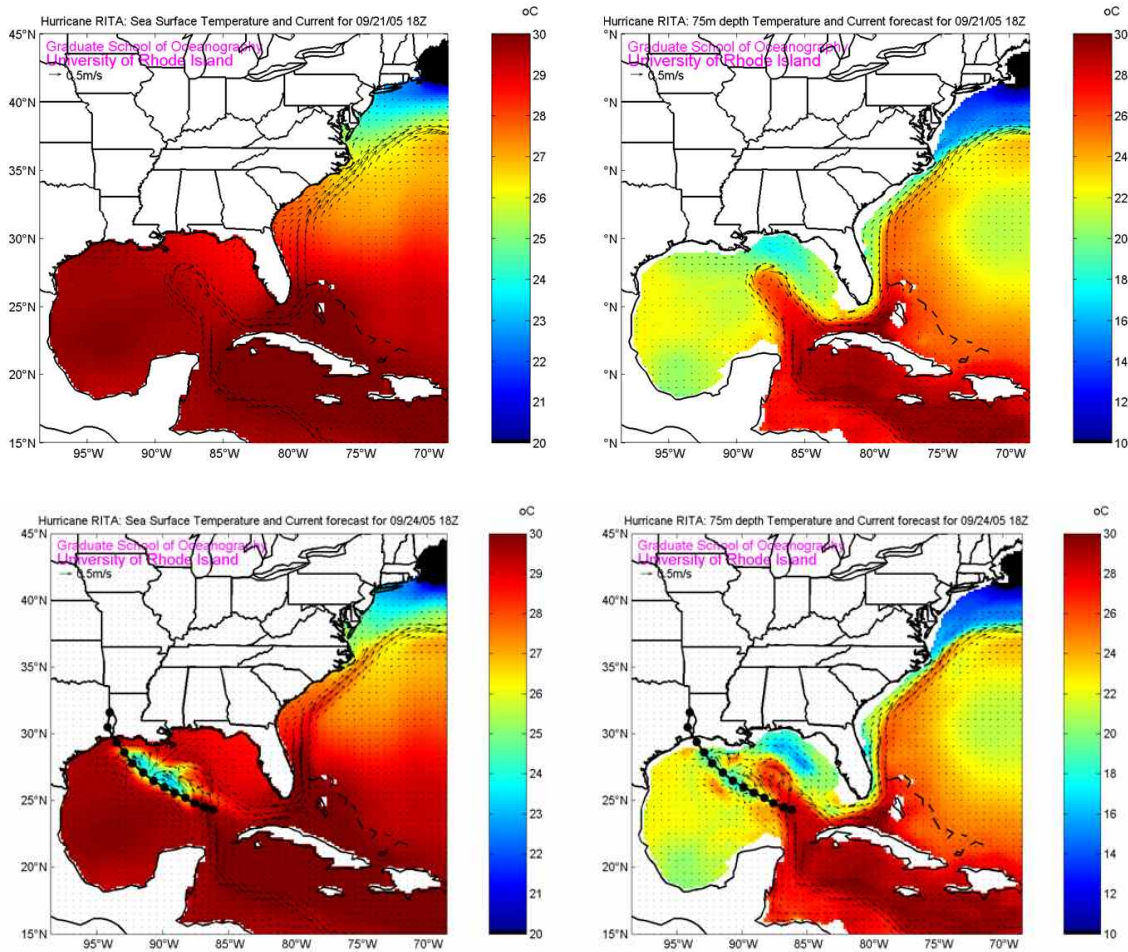 oC
Hurricane RITA: Sea Surface Temperature and Current for 09/21/05 18Z
45°N
Graduate School of Oceanography
University of Rhode Island
0.5m/s
40°N
35°N
30°N
25°N
20°N
15°N
95°W 90°W 85°W 80°W 75°W 70°W
30
29
28
27
26
25
24
23
22
21
20
oC
Hurricane RITA: 75m depth Temperature and Current forecast for 09/21/05 18Z
°N
Graduate School of Oceanography
University of Rhode Island
0.5m/s
°N
°N
°N
°N
°N
°N
95°W 90°W 85°W 80°W 75°W 70°W
30
28
26
24
22
20
18
16
14
12
10
oC
Hurricane RITA: Sea Surface Temperature and Current forecast for 09/24/05 18Z
45°N
Graduate School of Oceanography
University of Rhode Island
0.5m/s
40°N
35°N
30°N
25°N
20°N
15°N
95°W 90°W 85°W 80°W 75°W 70°W
30
29
28
27
26
25
24
23
22
21
20
oC
Hurricane RITA: 75m depth Temperature and Current forecast for 09/24/05 18Z
45°N
Graduate School of Oceanography
University of Rhode Island
0.5m/s
40°N
35°N
30°N
25°N
20°N
15°N
95°W 90°W 85°W 80°W 75°W 70°W
30
28
26
24
22
20
18
16
14
12
10